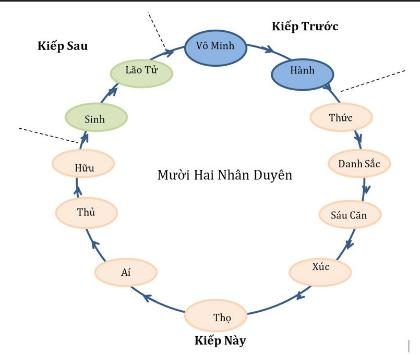 Kiếp Trước
Kiếp Sau
Vô Minh
Hành
Lão Tử
Thức
Sinh
Danh Sắc
Hữu
Mười Hai Nhân Duyên
Sáu Căn
Thủ
Xúc
Aí
Thọ
Kiếp Này